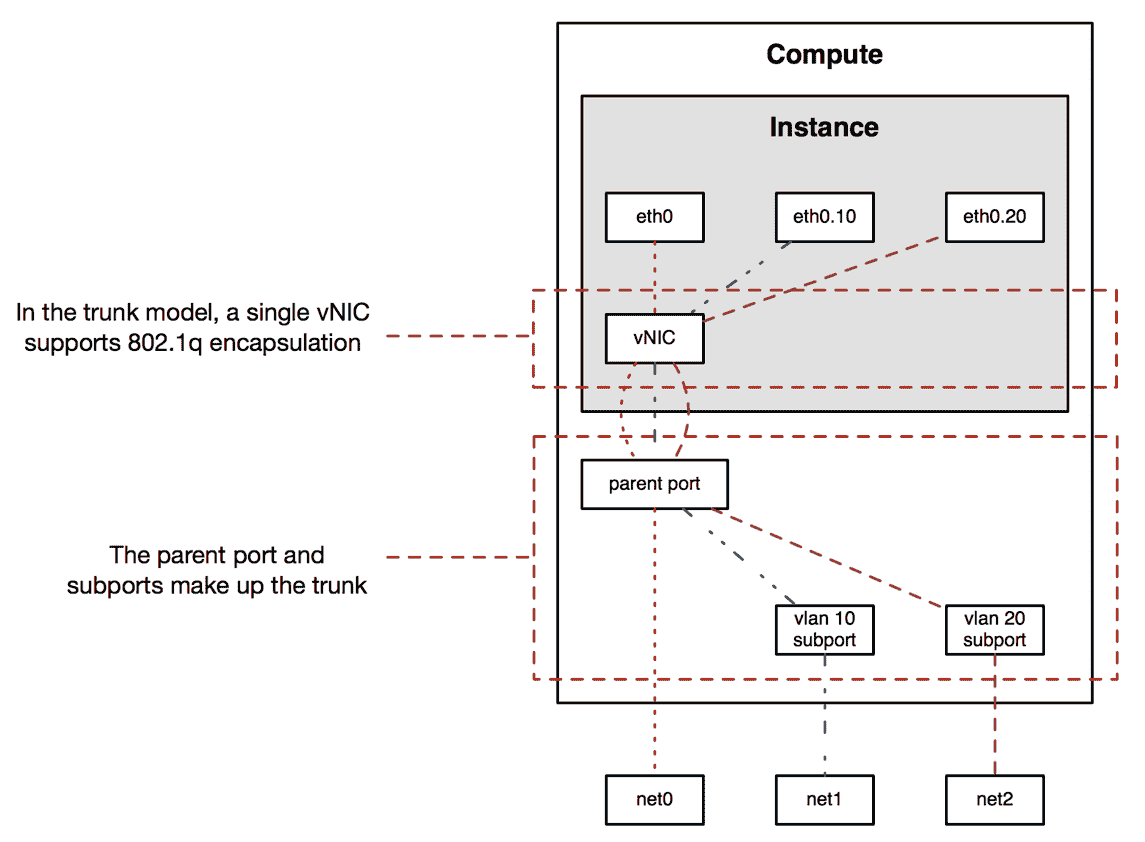 Compute
Instance
eth0
eth0.10
eth0.20
In the trunk model, a single vNIC
supports 802.1q encapsulation
vNIC
parent port
The parent port and
subports make up the trunk
vlan 10
subport
vlan 20
subport
net0
net1
net2